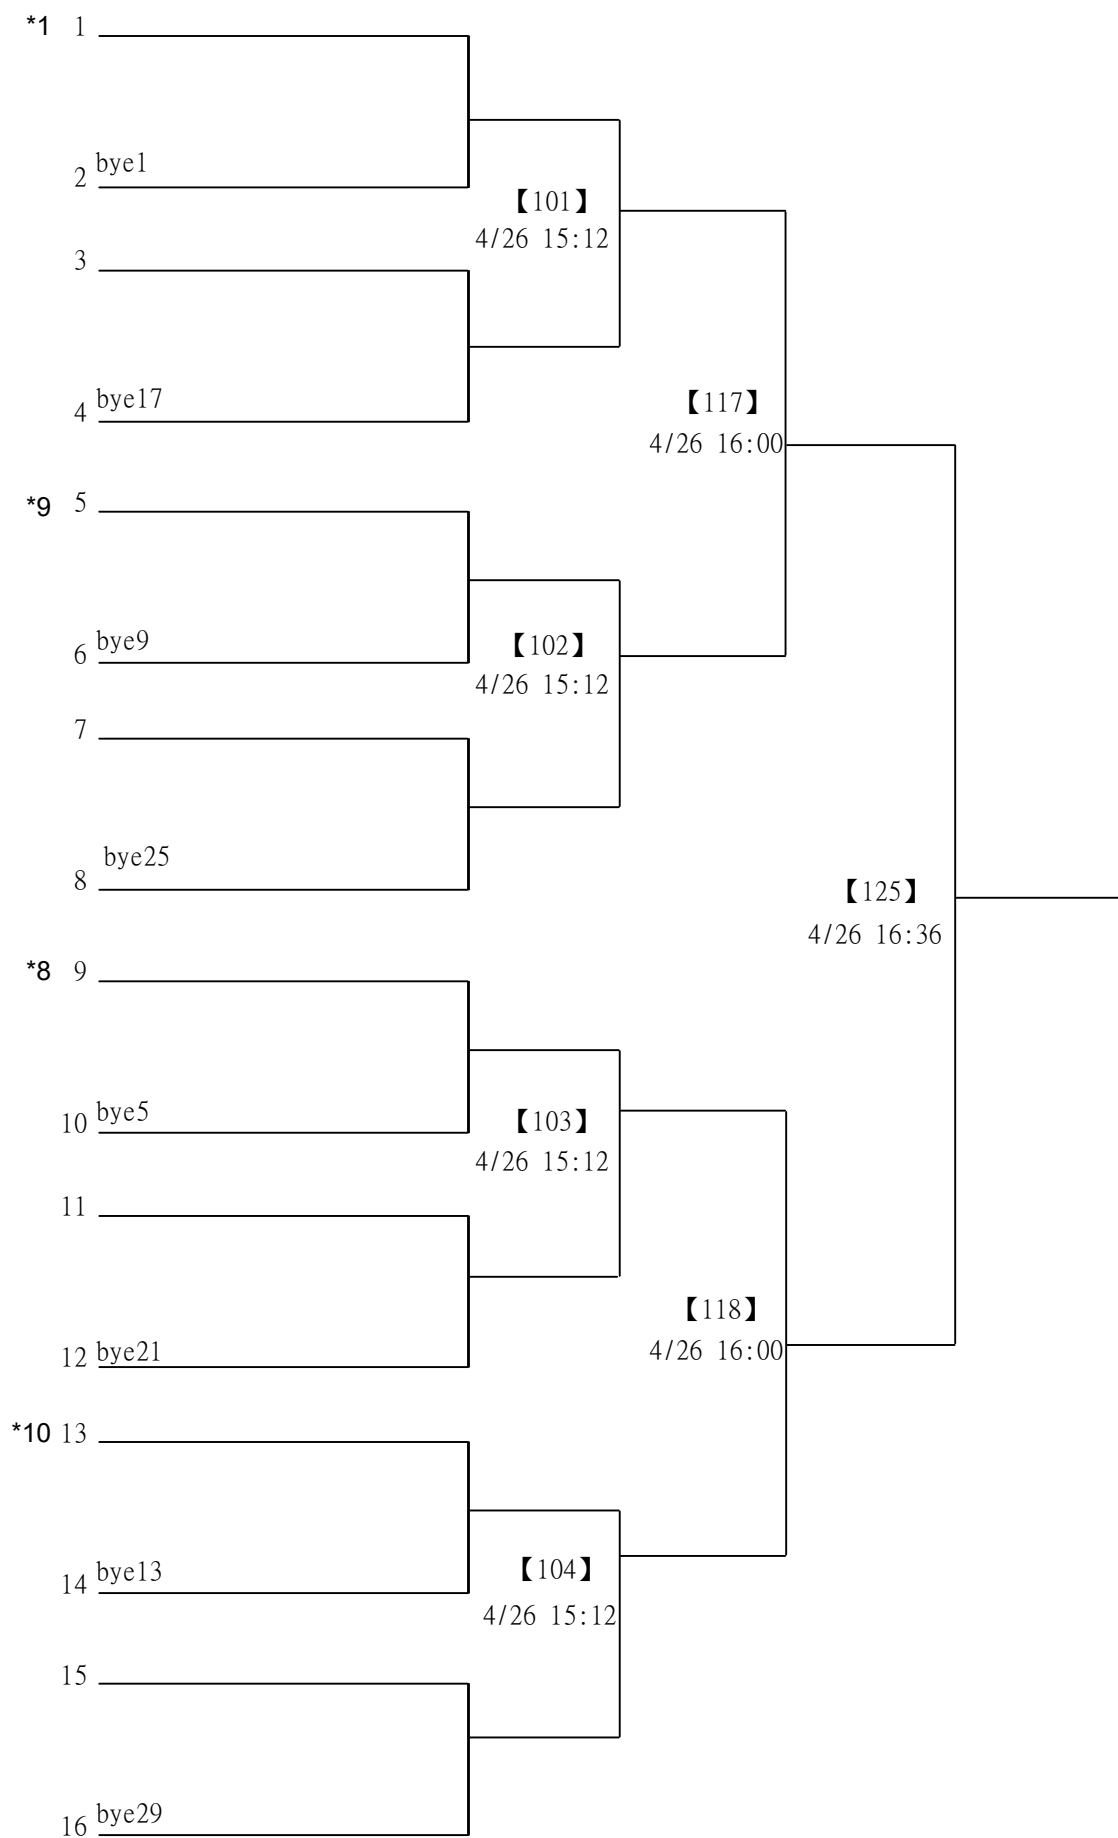 *1 1
2 bye1
【101】
4/26 15:12
3
4 bye17
【117】
4/26 16:00
*9 5
6 bye9
【102】
4/26 15:12
7
8 bye25
【125】
4/26 16:36
*8 9
10 bye5
【103】
4/26 15:12
11
12 bye21
【118】
4/26 16:00
*10 13
14 bye13
【104】
4/26 15:12
15
16 bye29